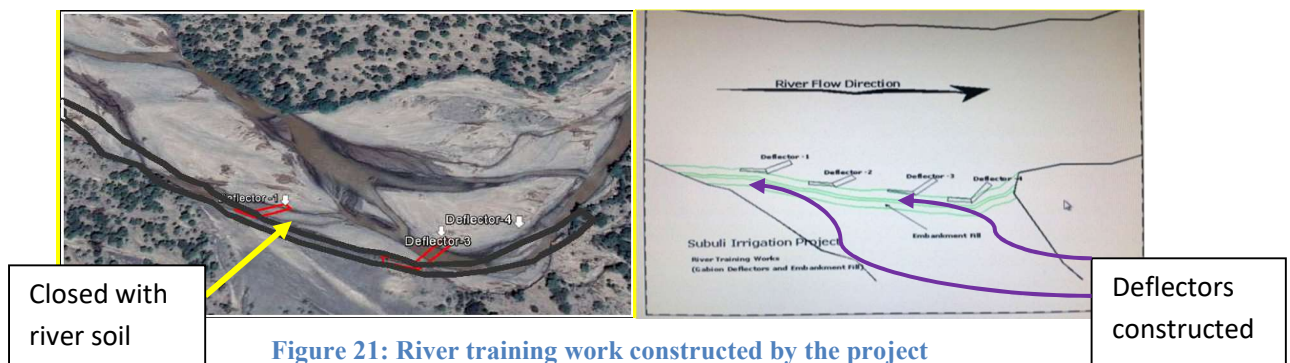 Deflector-1
Deflector-4
Deflector-3
Closed with
river soil
River Flow Direction
Deflector -1
Deflector -2
Deflector -3
Deflector -4
Embankment Fill
Subuli Irrigation Project
River Training Works
(Gabion Deflectors and Embankment Fill)
Deflectors
constructed
Figure 21: River training work constructed by the project